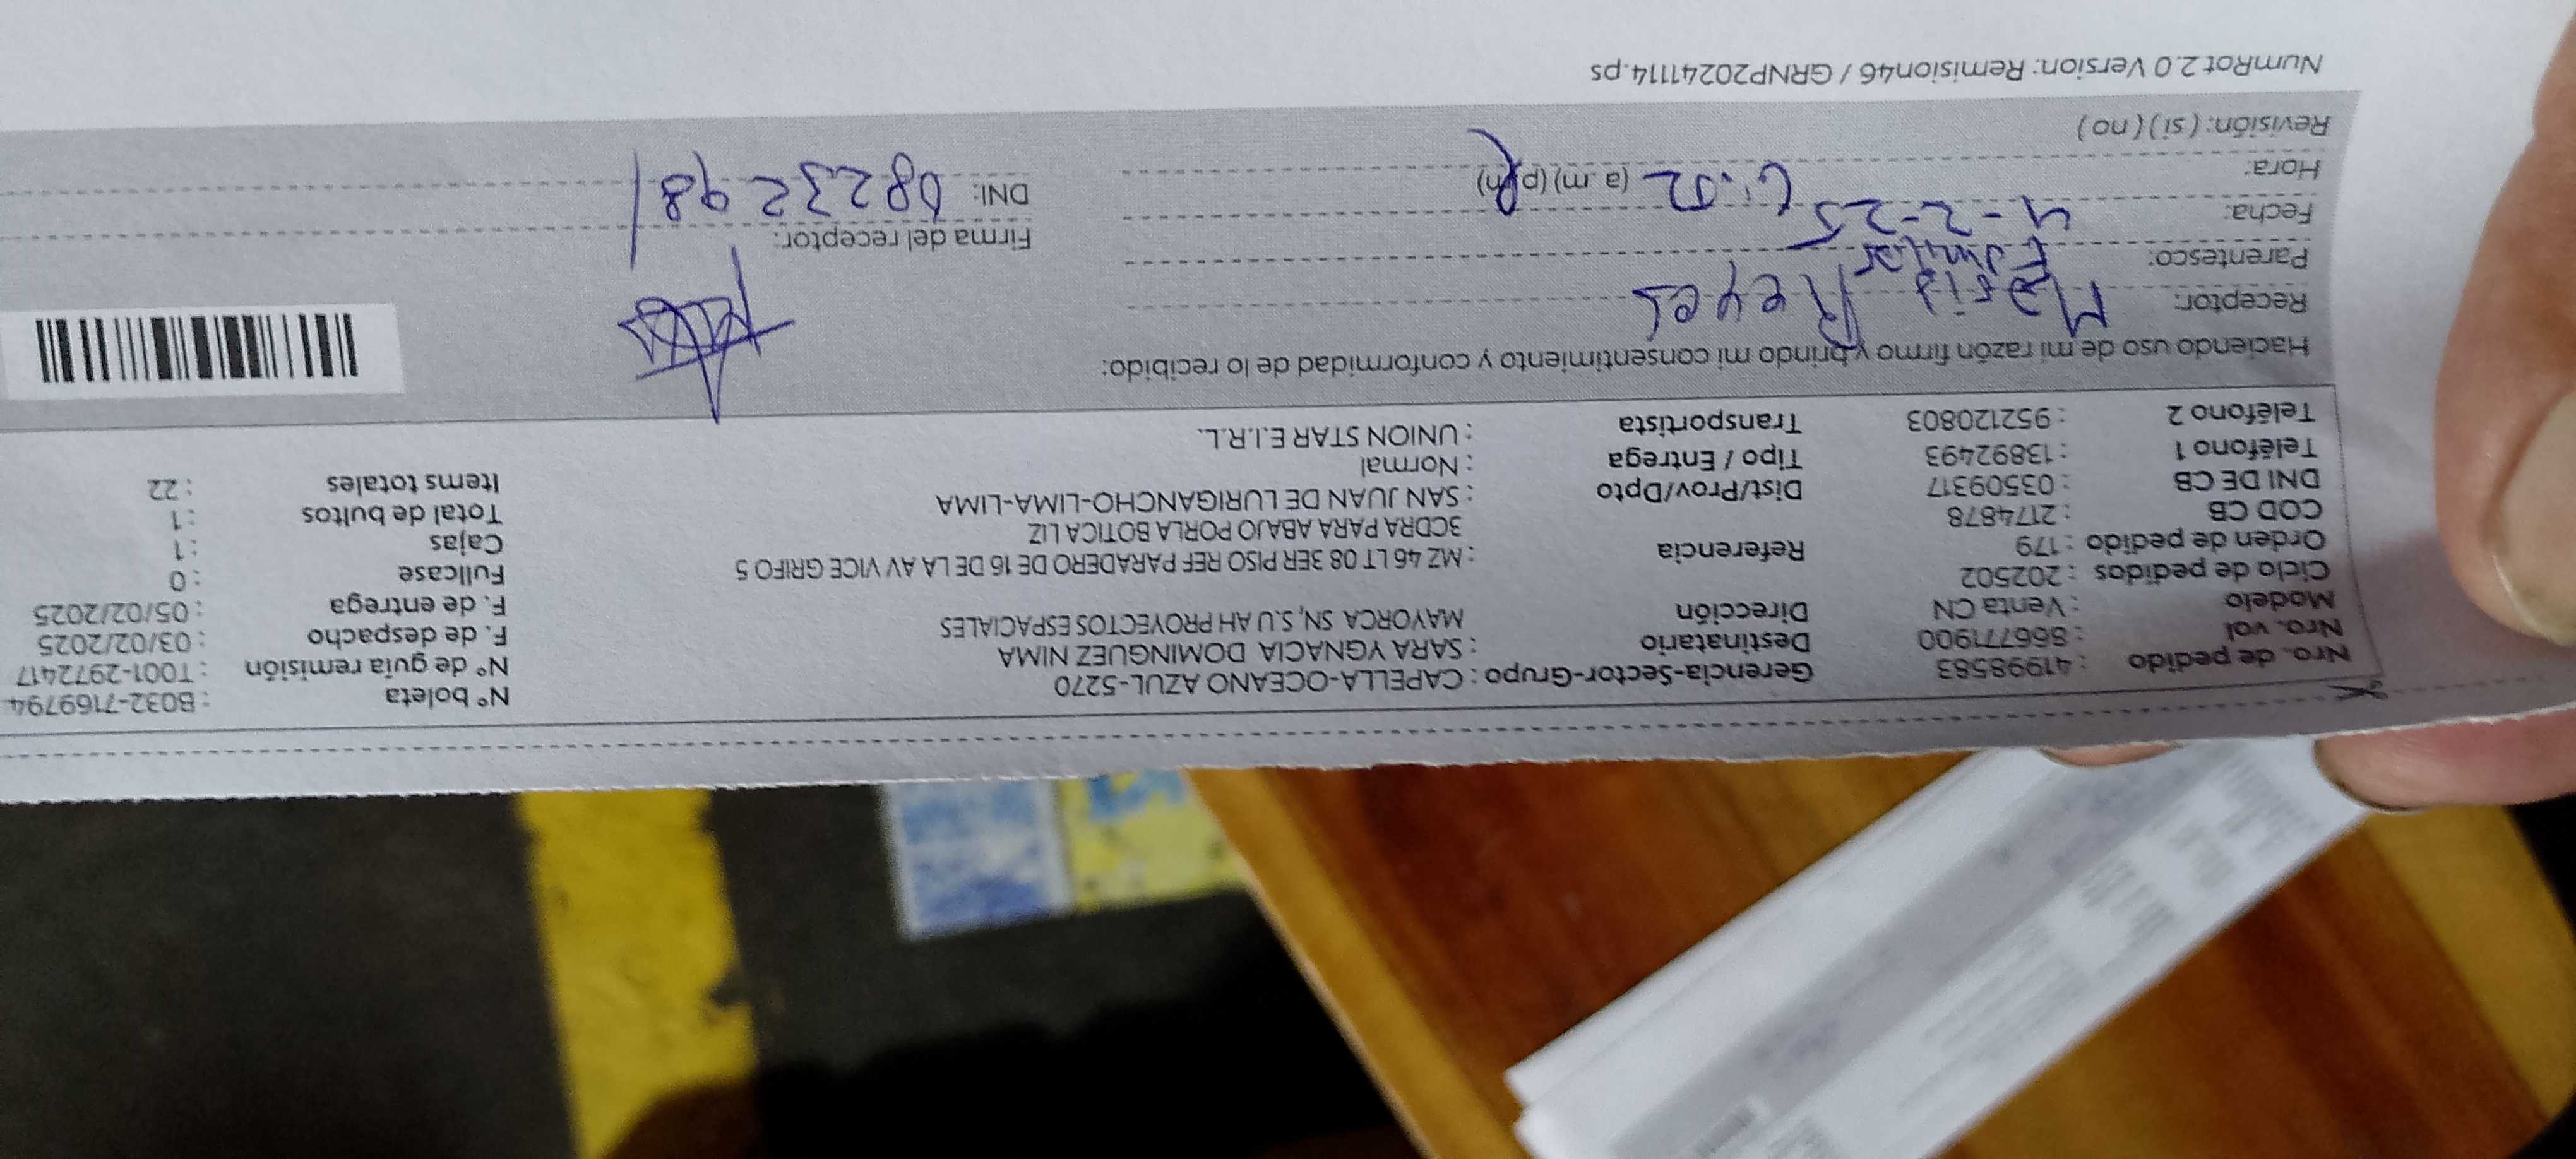 Nro. de pedido : 41998583
Nro. vol : 866771900
Modelo : Venta CN
Ciclo de pedidos : 202502
Orden de pedido : 179
COD CB : 2174878
DNI DE CB : 03509317
Teléfono 1 : 13892493
Teléfono 2 : 952120803
Gerencia-Sector-Grupo : CAPELLA-OCEANO AZUL-5270
Destinatario : SARA YGNACIA DOMINGUEZ NIMA
Dirección MAYORCA SN, S.U AH PROYECTOS ESPACIALES
Referencia : MZ 46 LT 08 3ER PISO REF PARADERO DE 16 DE LA AV VICE GRIFO 5
3CDRA PARA ABAJO PORLA BOTICA LIZ
Dist/Prov/Dpto : SAN JUAN DE LURIGANCHO-LIMA-LIMA
Tipo / Entrega : Normal
Transportista : UNION STAR E.I.R.L.
N° boleta : B032-7169794
N° de guía remisión : T001-2972417
F. de despacho : 03/02/2025
F. de entrega : 05/02/2025
Fullcase : 0
Cajas : 1
Total de bultos : 1
Items totales : 22
Haciendo uso de mi razón firmo y brindo mi consentimiento y conformidad de lo recibido:
Receptor: Maria Reyes
Parentesco: Familiar
Fecha: 4-2-25
Hora: (a.m) (p.m)
Revisión: (si) (no)
Firma del receptor:
DNI: 08232981
NumRot 2.0 Version: Remision46 / GRNP20241114.ps